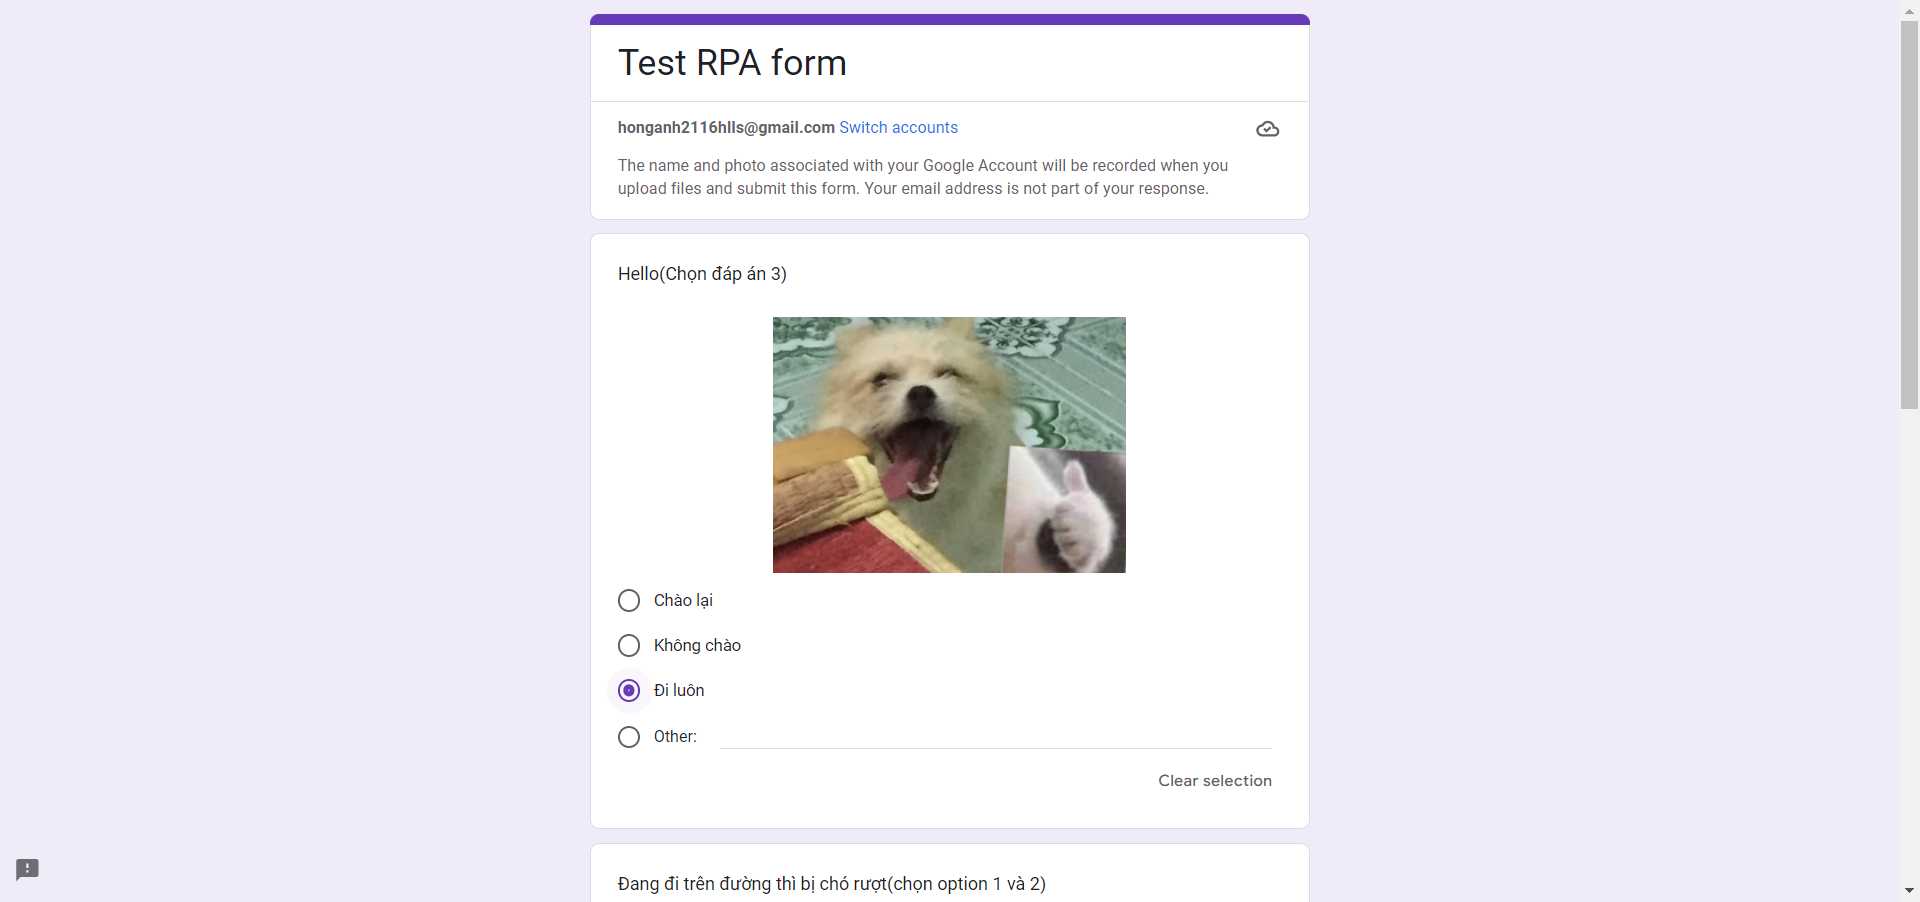 Test RPA form
honganh2116hlls@gmail.com Switch accounts
The name and photo associated with your Google Account will be recorded when you
upload files and submit this form. Your email address is not part of your response.
Hello(Chọn đáp án 3)
Chào lại
Không chào
Đi luôn
Other:
Clear selection
Đang đi trên đường thì bị chó rượt(chọn option 1 và 2)